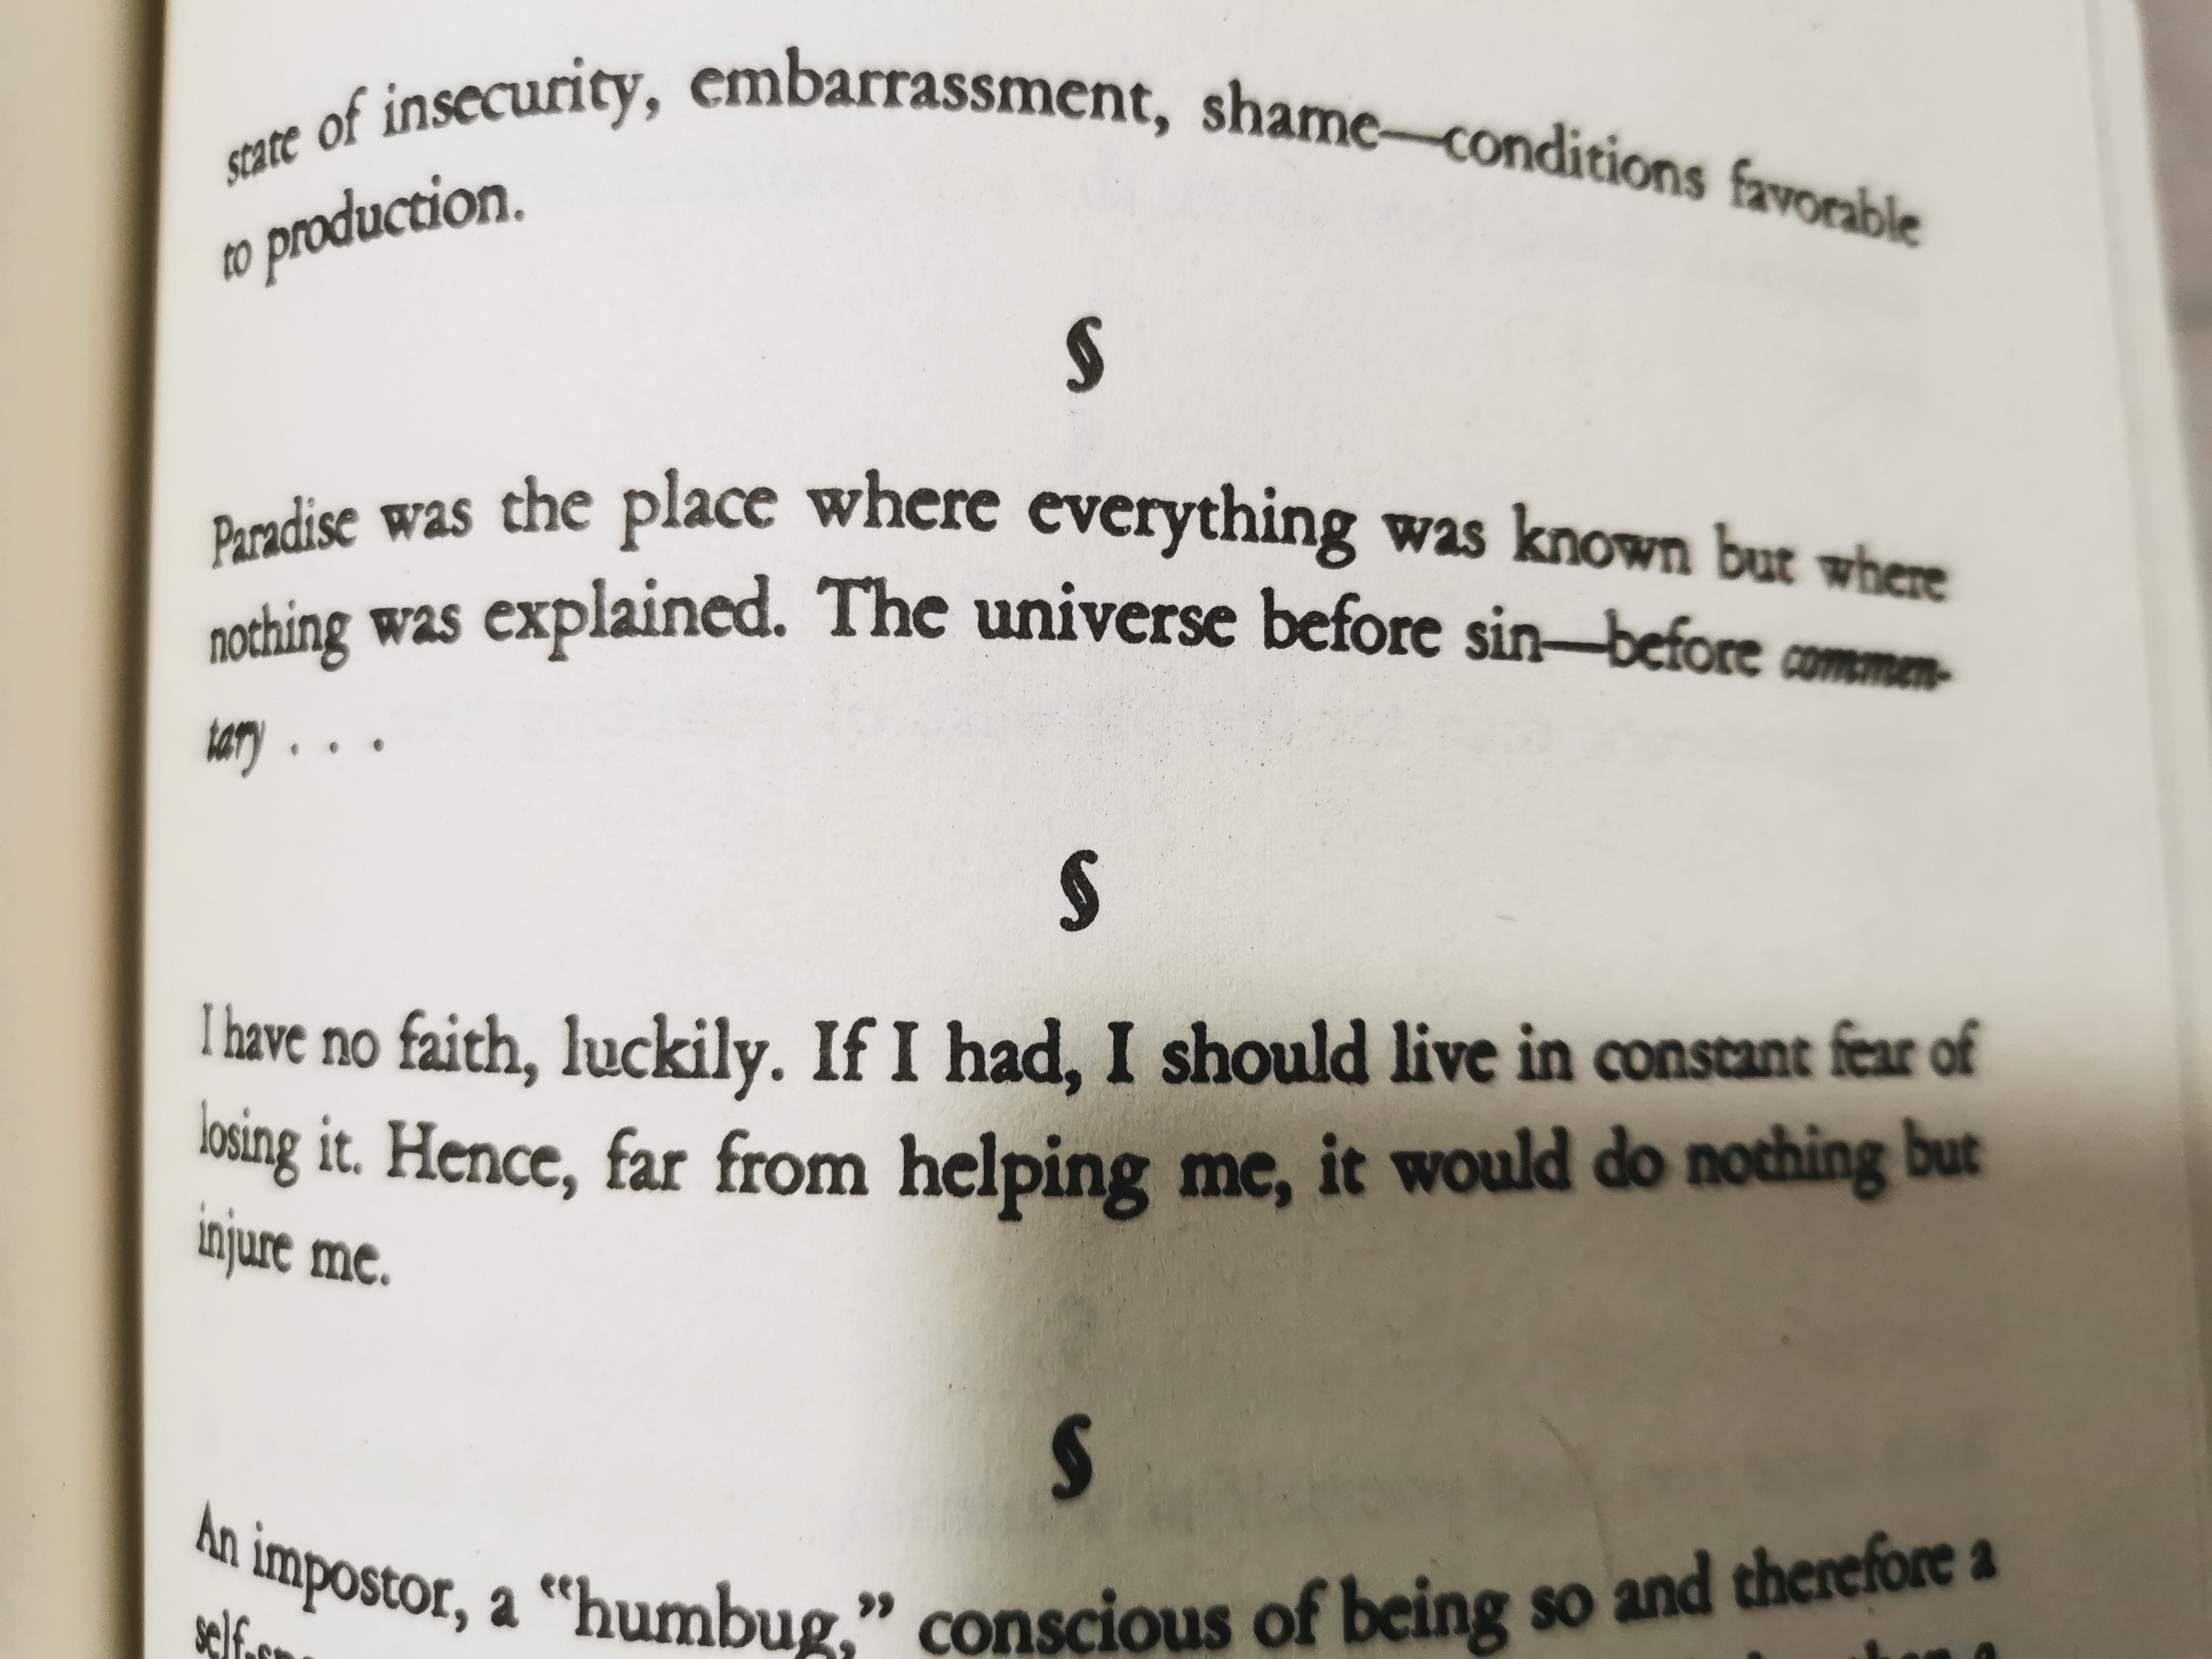 state of insecurity, embarrassment, shame—conditions favorable
to production.
§
Paradise was the place where everything was known but where
nothing was explained. The universe before sin—before commen-
tary . . .
§
I have no faith, luckily. If I had, I should live in constant fear of
losing it. Hence, far from helping me, it would do nothing but
injure me.
§
An impostor, a “humbug,” conscious of being so and therefore a
than a